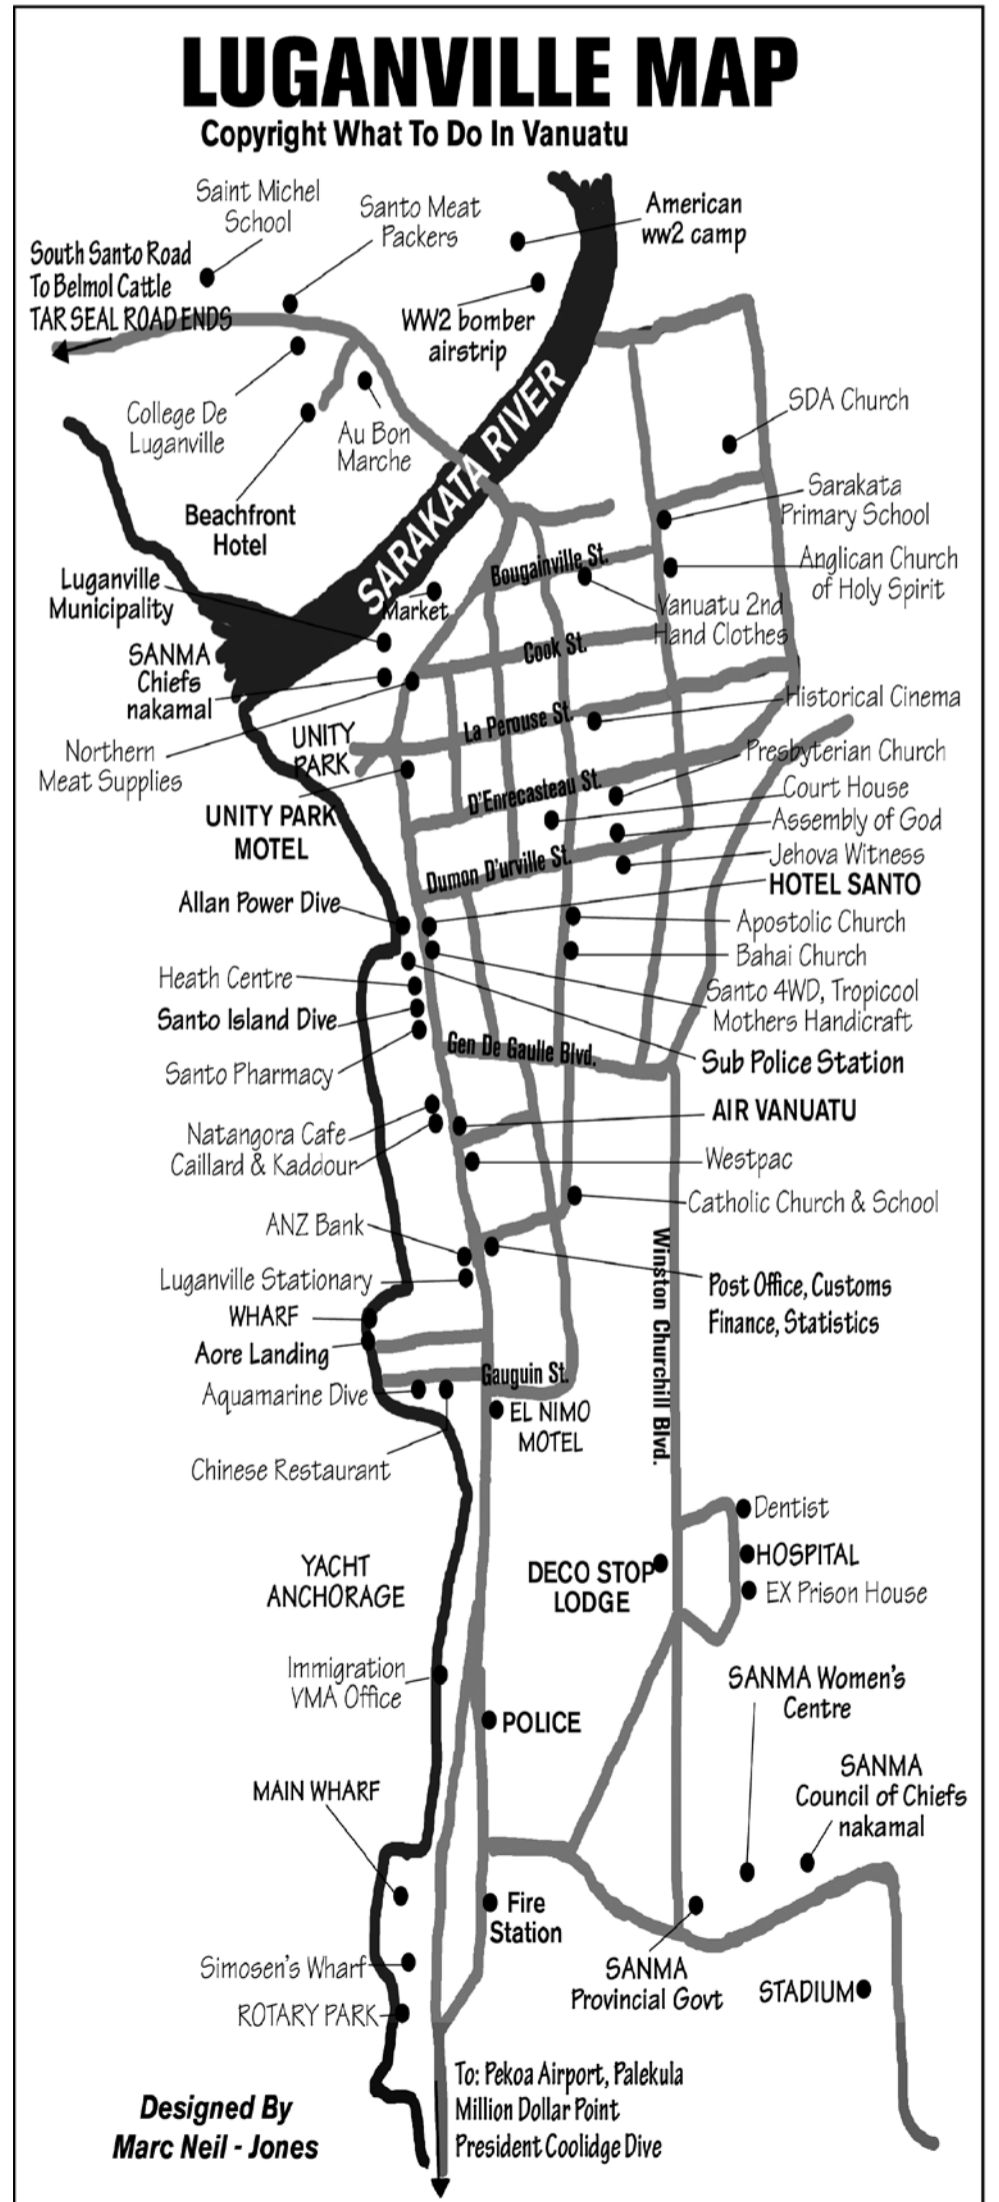 LUGANVILLE MAP
Copyright What To Do In Vanuatu
Saint Michel
School
Santo Meat
Packers
American
ww2 camp
South Santo Road
To Belmol Cattle
TAR SEAL ROAD ENDS
WW2 bomber
airstrip
College De
Luganville
Au Bon
Marche
SDA Church
Beachfront
Hotel
SARAKATA RIVER
Sarakata
Primary School
Bougainville St.
Anglican Church
of Holy Spirit
Luganville
Municipality
Market
Vanuatu 2nd
Hand Clothes
SANMA
Chiefs
nakamal
Cook St.
Historical Cinema
La Perouse St.
Northern
Meat Supplies
UNITY
PARK
Presbyterian Church
UNITY PARK
MOTEL
D'Enrecasteau St.
Court House
Assembly of God
Dumon D'urville St.
Jehova Witness
HOTEL SANTO
Allan Power Dive
Apostolic Church
Bahai Church
Heath Centre
Santo 4WD, Tropicool
Mothers Handicraft
Santo Island Dive
Gen De Gaulle Blvd.
Sub Police Station
Santo Pharmacy
AIR VANUATU
Natangora Cafe
Caillard & Kaddour
Westpac
Catholic Church & School
ANZ Bank
Winston Churchill Blvd.
Luganville Stationary
Post Office, Customs
Finance, Statistics
WHARF
Aore Landing
Gauguin St.
Aquamarine Dive
EL NIMO
MOTEL
Chinese Restaurant
Dentist
YACHT
ANCHORAGE
DECO STOP
LODGE
HOSPITAL
EX Prison House
Immigration
VMA Office
SANMA Women's
Centre
POLICE
MAIN WHARF
SANMA
Council of Chiefs
nakamal
Fire
Station
Simosen's Wharf
SANMA
Provincial Govt
STADIUM
ROTARY PARK
To: Pekoa Airport, Palekula
Million Dollar Point
President Coolidge Dive
Designed By
Marc Neil - Jones